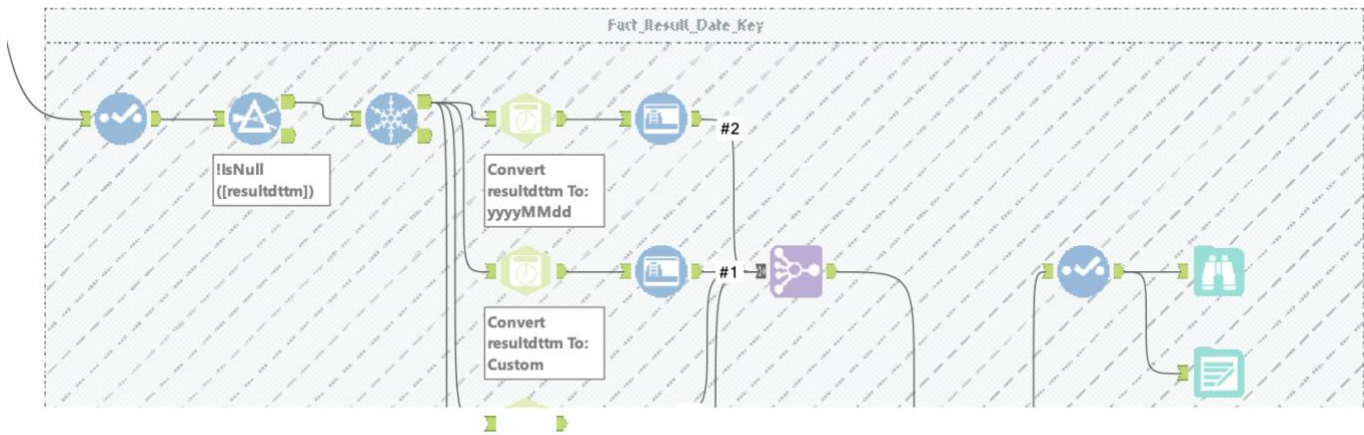 Fact_Result_Date_Key
#2
!IsNull
([resultdttm])
Convert
resultdttm To:
yyyyMMdd
#1
Convert
resultdttm To:
Custom